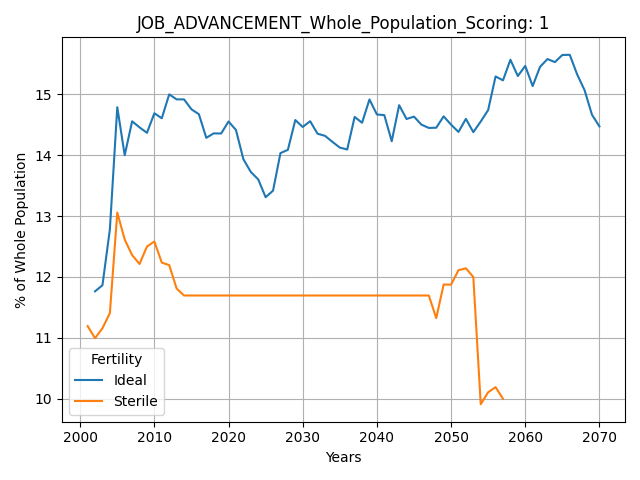 JOB_ADVANCEMENT_Whole_Population_Scoring: 1
% of Whole Population
15
14
13
12
11
10
Fertility
Ideal
Sterile
2000 2010 2020 2030 2040 2050 2060 2070
Years